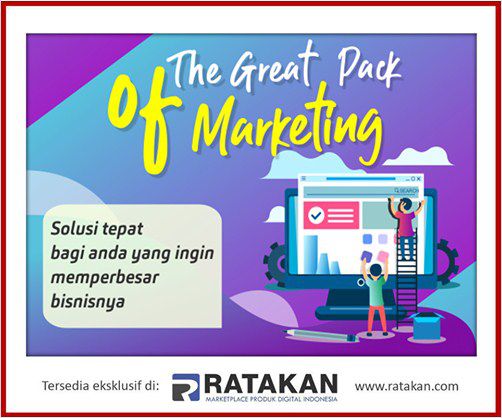 The Great Pack
Of Marketing
SEARCH
Solusi tepat
bagi anda yang ingin
memperbesar
bisnisnya
Tersedia eksklusif di:
RATAKAN
MARKETPLACE PRODUK DIGITAL INDONESIA
www.ratakan.com